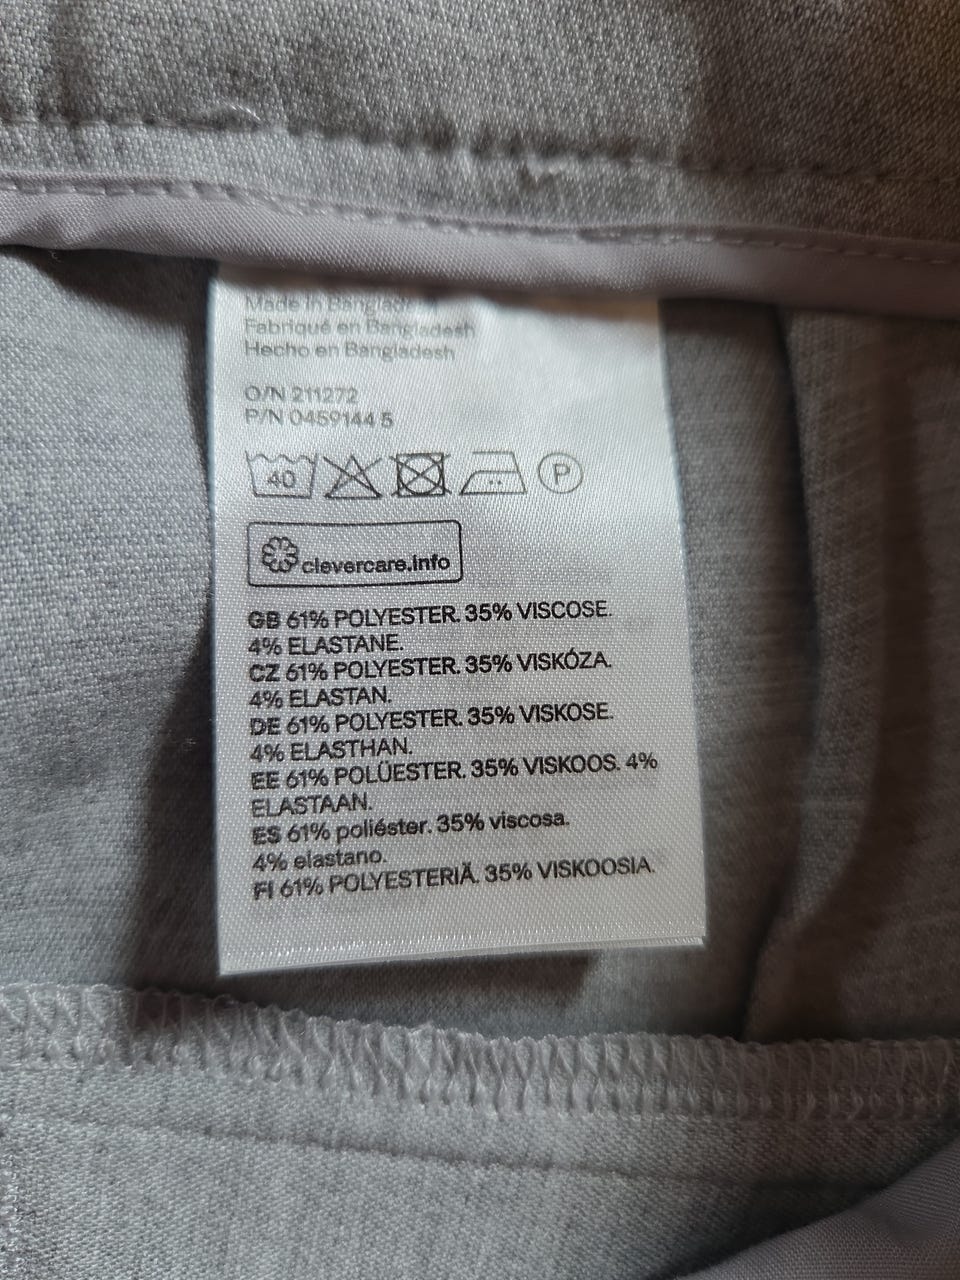 Made in Bangladesh
Fabriqué en Bangladesh
Hecho en Bangladesh
O/N 211272
P/N 0459144 5
40 P
clevercare.info
GB 61% POLYESTER. 35% VISCOSE.
4% ELASTANE.
CZ 61% POLYESTER. 35% VISKÓZA.
4% ELASTAN.
DE 61% POLYESTER. 35% VISKOSE.
4% ELASTHAN.
EE 61% POLÜESTER. 35% VISKOOS. 4%
ELASTAAN.
ES 61% poliéster. 35% viscosa.
4% elastano.
FI 61% POLYESTERIÄ. 35% VISKOOSIA.